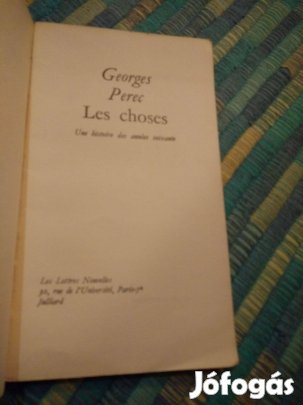 Georges
Perec
Les choses
Une histoire des années soixante
Les Lettres Nouvelles
30, rue de l'Université, Paris-7e
Julliard
Jófogás